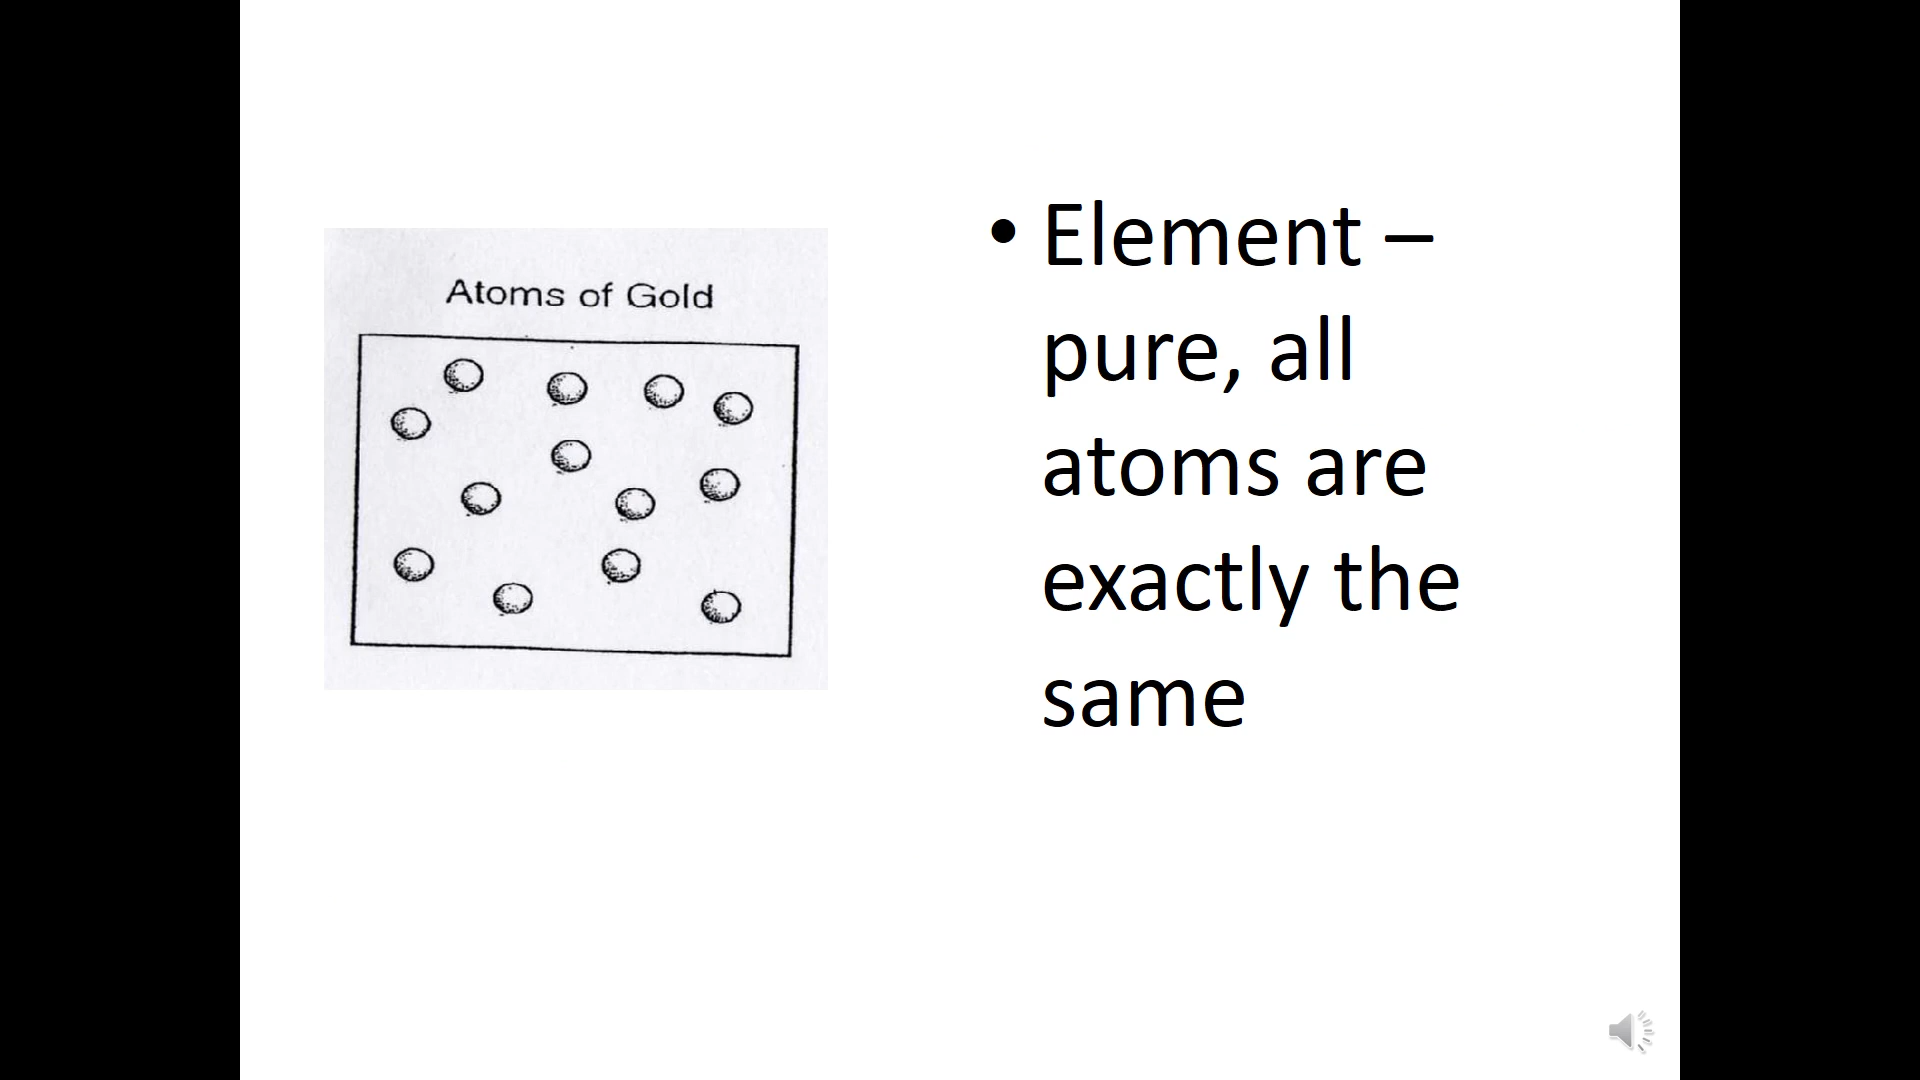 Atoms of Gold
• Element –
pure, all
atoms are
exactly the
same